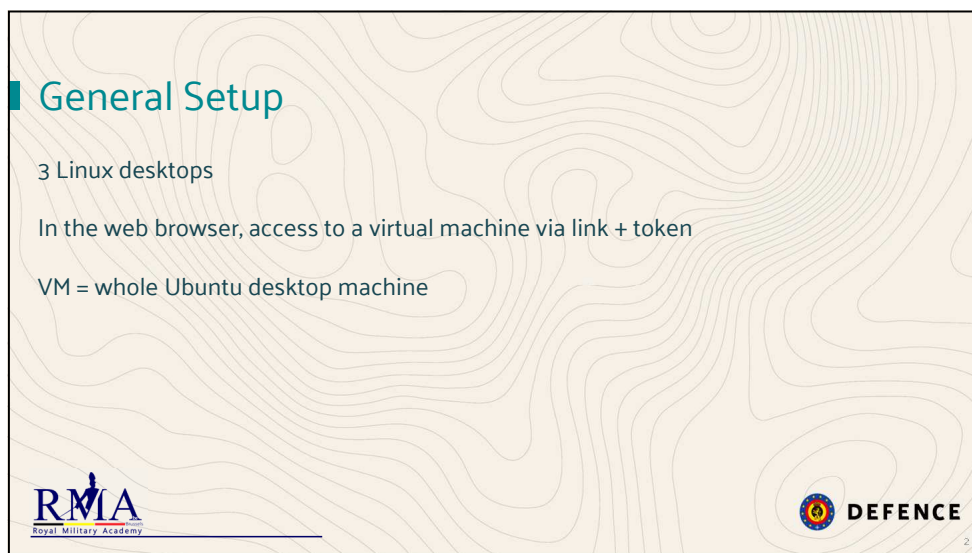 General Setup
3 Linux desktops
In the web browser, access to a virtual machine via link + token
VM = whole Ubuntu desktop machine
RMA
Brussels
Royal Military Academy
DEFENCE
2